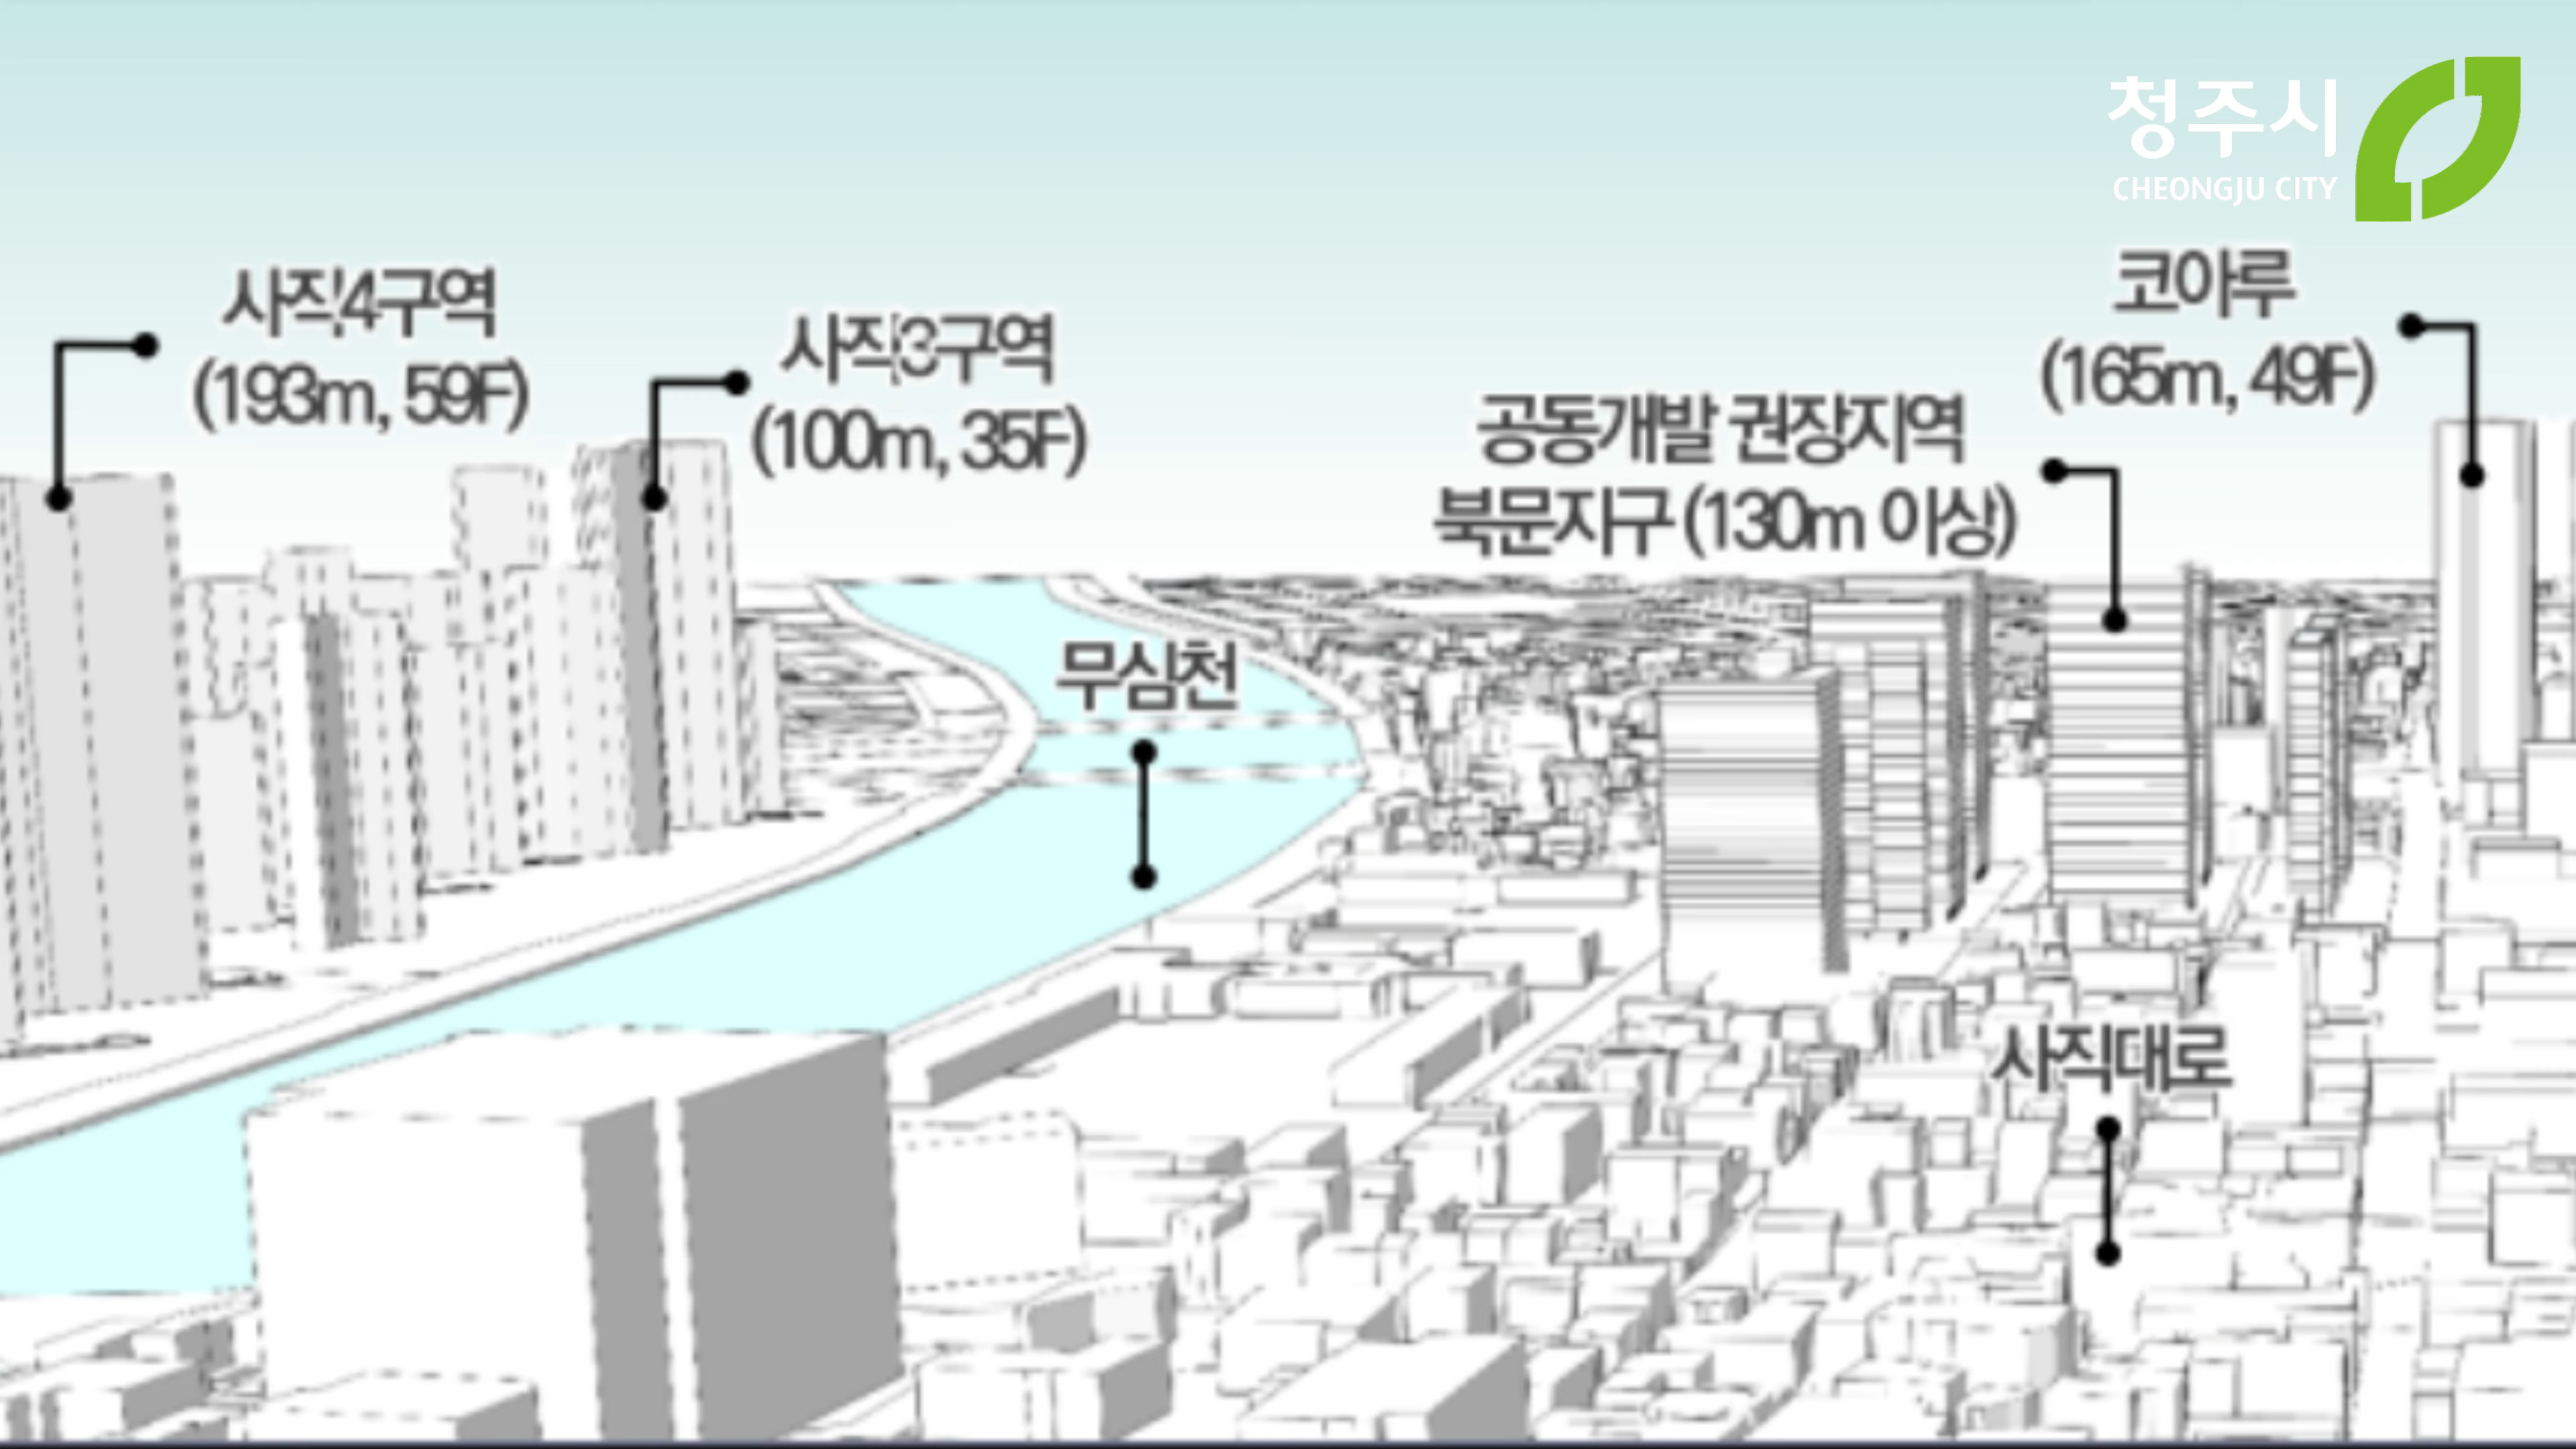 청주시
CHEONGJU CITY
사직4구역
(193m, 59F)
사직3구역
(100m, 35F)
코아루
(165m, 49F)
공동개발 권장지역
북문지구 (130m 이상)
무심천
사직대로